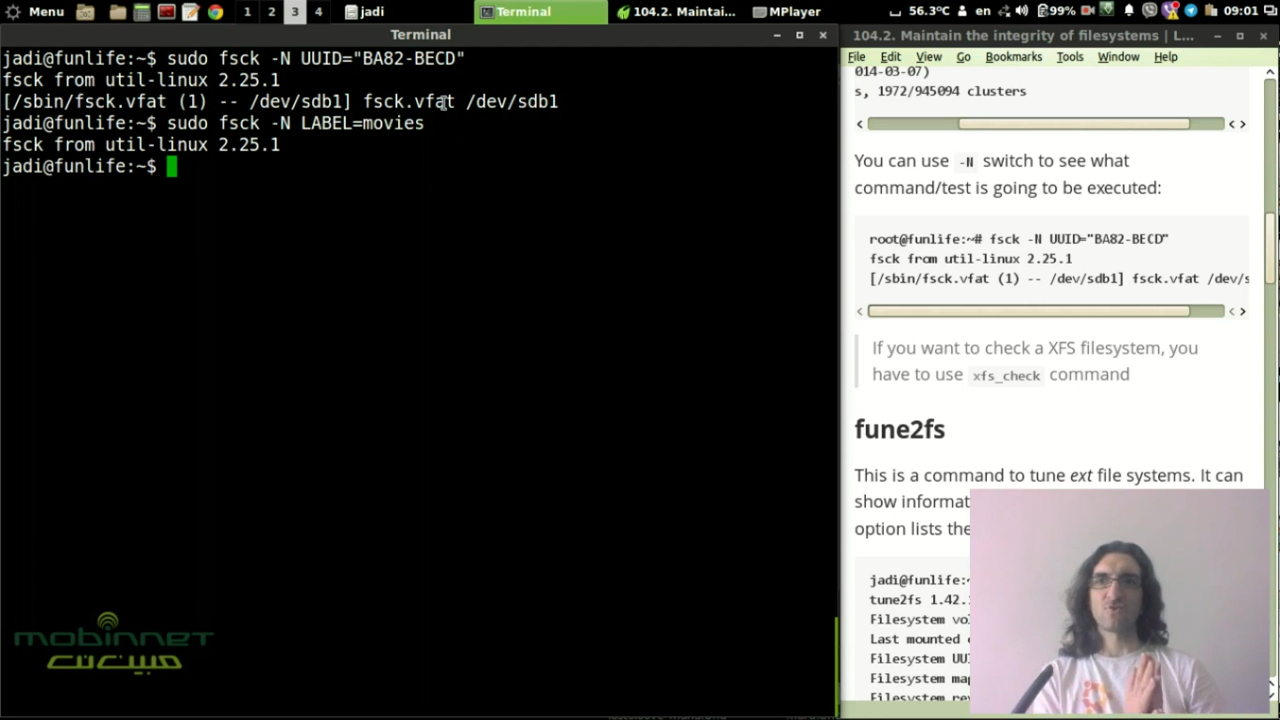 Menu
1 2 3 4
jadi
Terminal
104.2. Maintai...
MPlayer
56.3℃
en
99%
09:01
Terminal
jadi@funlife:~$ sudo fsck -N UUID="BA82-BECD"
fsck from util-linux 2.25.1
[/sbin/fsck.vfat (1) -- /dev/sdb1] fsck.vfat /dev/sdb1
jadi@funlife:~$ sudo fsck -N LABEL=movies
fsck from util-linux 2.25.1
jadi@funlife:~$
mobinnet
مبین نت
104.2. Maintain the integrity of filesystems | L...
File Edit View Go Bookmarks Tools Window Help
014-03-07)
s, 1972/945094 clusters
You can use -N switch to see what
command/test is going to be executed:
root@funlife:~# fsck -N UUID="BA82-BECD"
fsck from util-linux 2.25.1
[/sbin/fsck.vfat (1) -- /dev/sdb1] fsck.vfat /dev/s
If you want to check a XFS filesystem, you
have to use xfs_check command
fune2fs
This is a command to tune ext file systems. It can
show informat
option lists the
jadi@funlife:
tune2fs 1.42.
Filesystem vo
Last mounted
Filesystem UU
Filesystem ma
Filesystem re